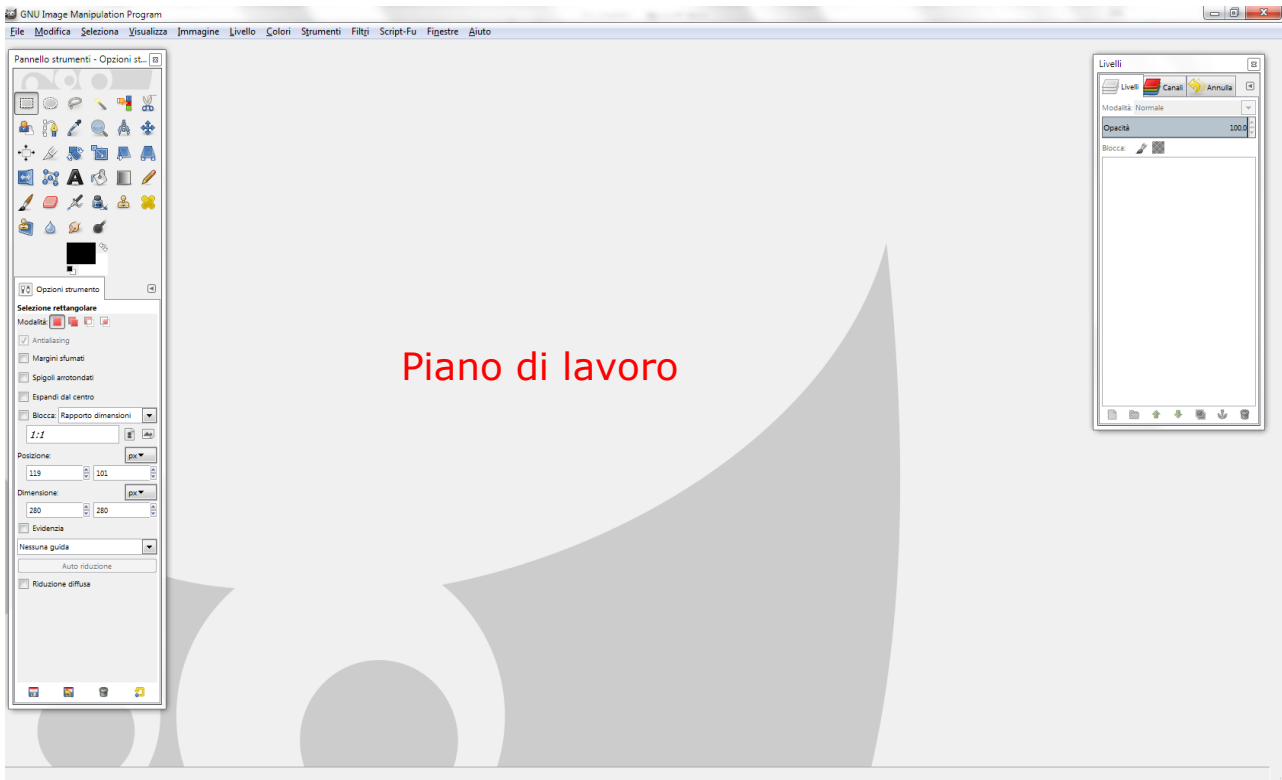 GNU Image Manipulation Program
File Modifica Seleziona Visualizza Immagine Livello Colori Strumenti Filtri Script-Fu Finestre Aiuto
Pannello strumenti - Opzioni st...
Opzioni strumento
Selezione rettangolare
Modalità:
Antialiasing
Margini sfumati
Spigoli arrotondati
Espandi dal centro
Blocca: Rapporto dimensioni
1:1
Posizione: px
119 101
Dimensione: px
280 280
Evidenzia
Nessuna guida
Auto riduzione
Riduzione diffusa
Piano di lavoro
Livelli
Livelli Canali Annulla
Modalità: Normale
Opacità 100,0
Blocca: